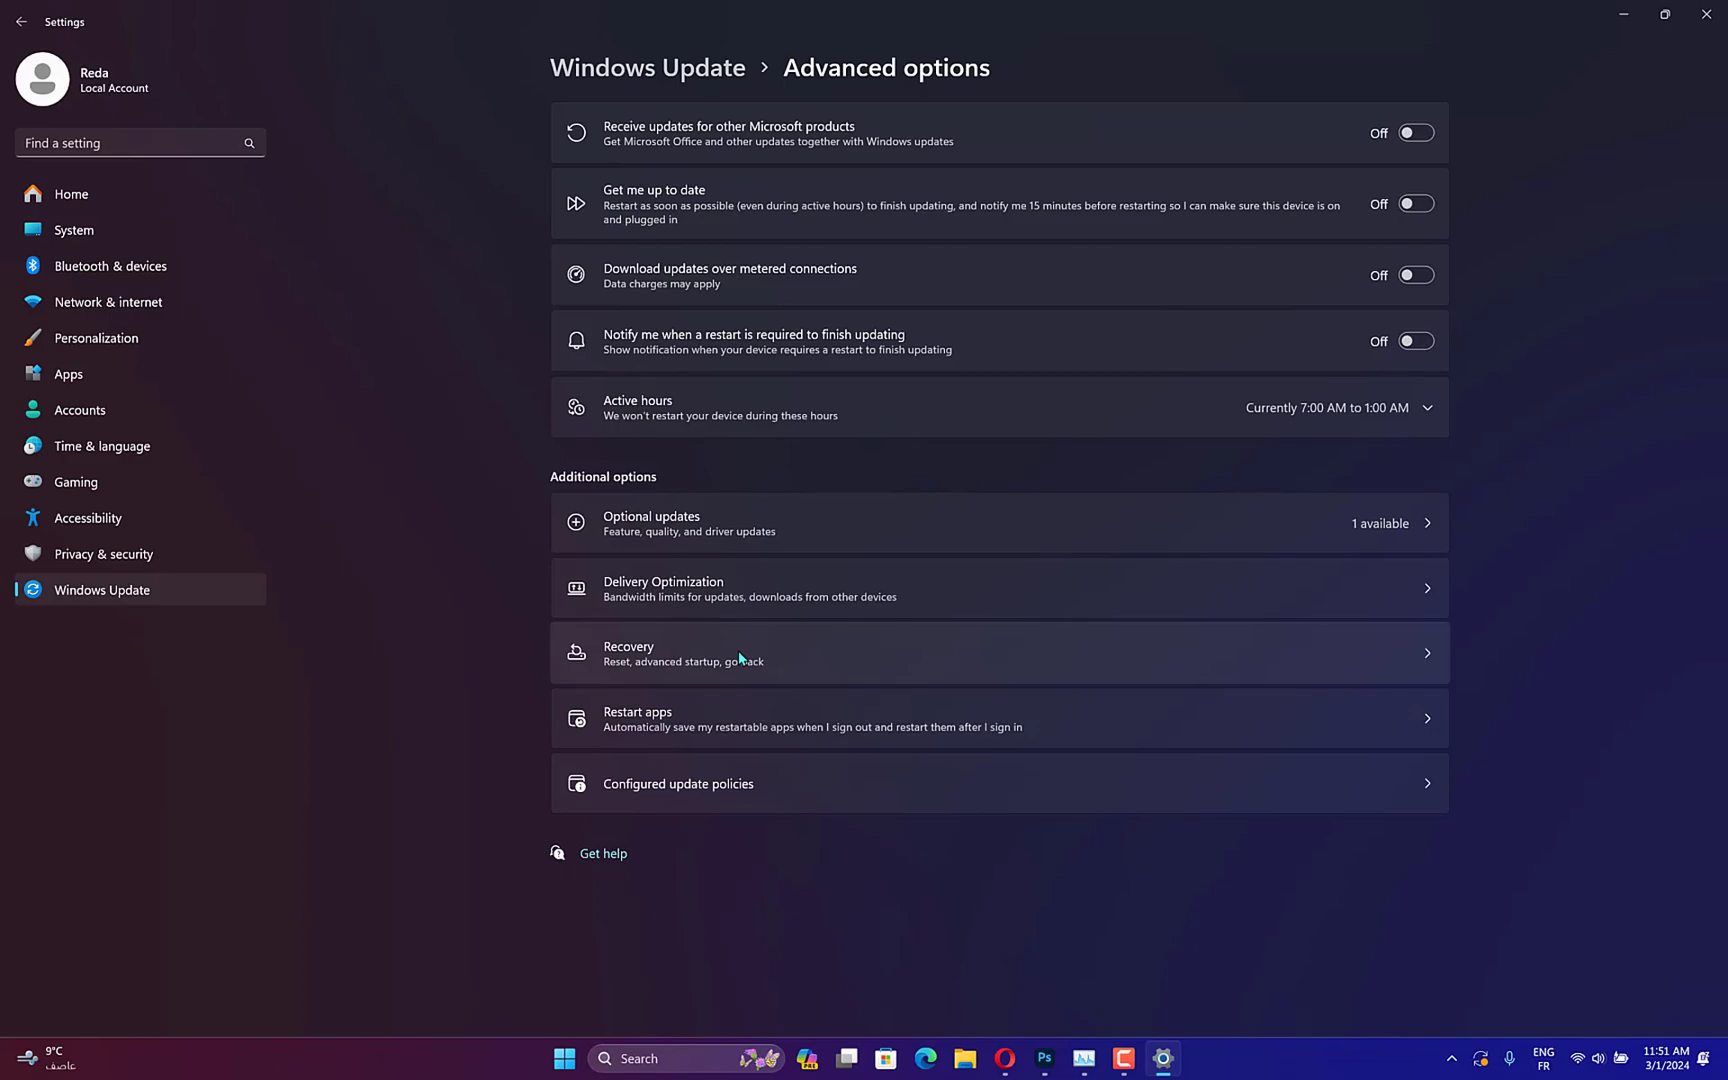 Settings
Reda
Local Account
Find a setting
Home
System
Bluetooth & devices
Network & internet
Personalization
Apps
Accounts
Time & language
Gaming
Accessibility
Privacy & security
Windows Update
Windows Update > Advanced options
Receive updates for other Microsoft products
Get Microsoft Office and other updates together with Windows updates
Off
Get me up to date
Restart as soon as possible (even during active hours) to finish updating, and notify me 15 minutes before restarting so I can make sure this device is on
and plugged in
Off
Download updates over metered connections
Data charges may apply
Off
Notify me when a restart is required to finish updating
Show notification when your device requires a restart to finish updating
Off
Active hours
We won't restart your device during these hours
Currently 7:00 AM to 1:00 AM
Additional options
Optional updates
Feature, quality, and driver updates
1 available
Delivery Optimization
Bandwidth limits for updates, downloads from other devices
Recovery
Reset, advanced startup, go back
Restart apps
Automatically save my restartable apps when I sign out and restart them after I sign in
Configured update policies
Get help
9°C
عاصف
Search
PRE
Ps
ENG
FR
11:51 AM
3/1/2024